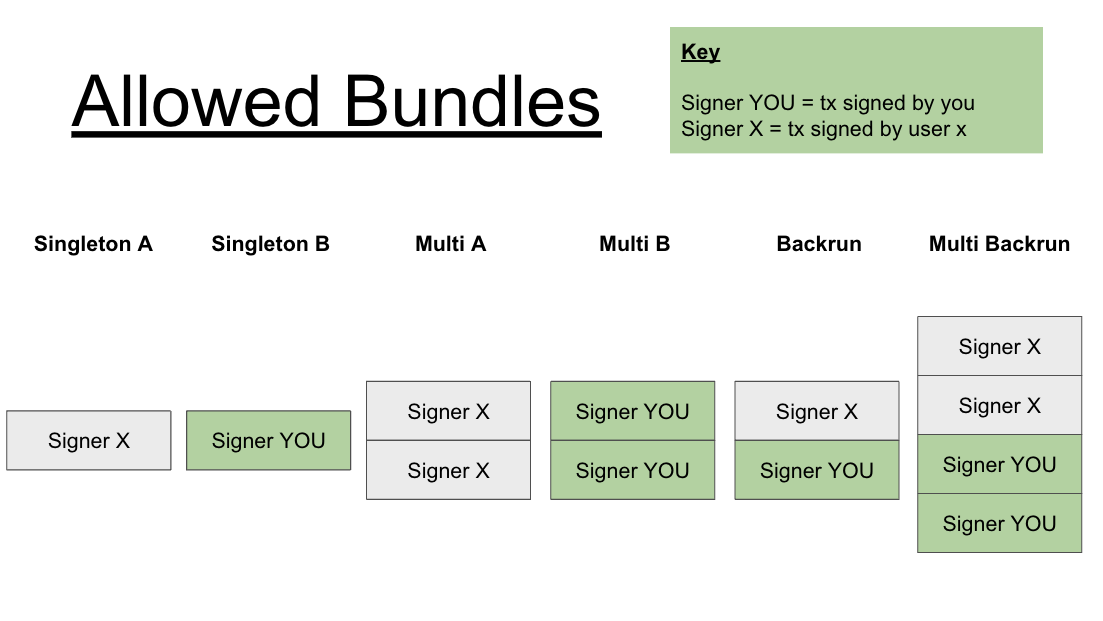 Allowed Bundles
Key
Signer YOU = tx signed by you
Signer X = tx signed by user x
Singleton A
Signer X
Singleton B
Signer YOU
Multi A
Signer X
Signer X
Multi B
Signer YOU
Signer YOU
Backrun
Signer X
Signer YOU
Multi Backrun
Signer X
Signer X
Signer YOU
Signer YOU